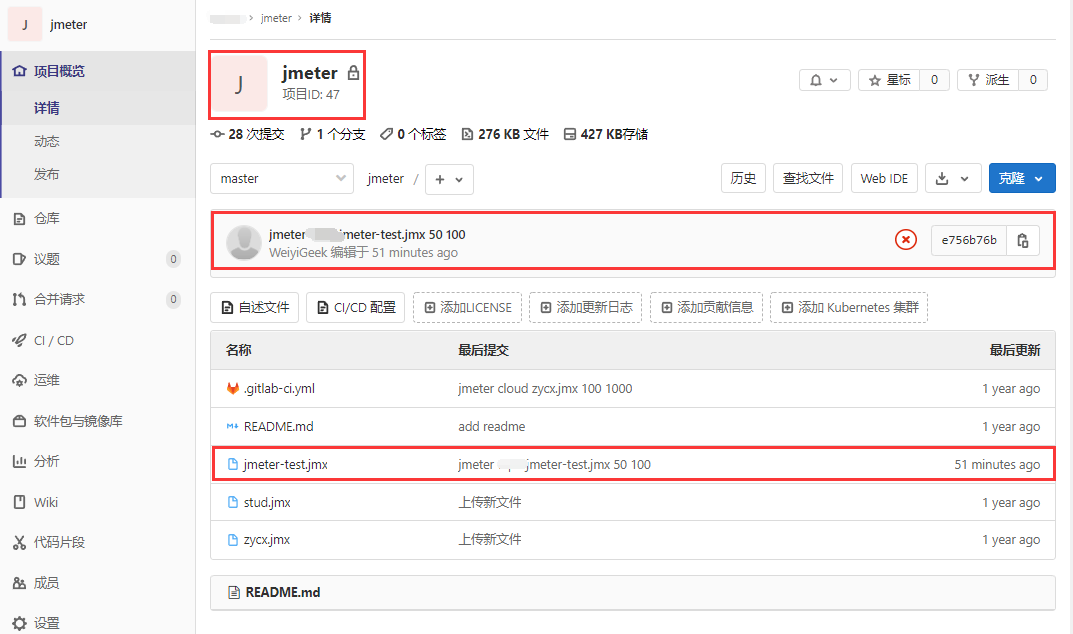 J jmeter
项目概览
详情
动态
发布
仓库
议题 0
合并请求 0
CI / CD
运维
软件包与镜像库
分析
Wiki
代码片段
成员
设置
› jmeter › 详情
J
jmeter
项目ID: 47
星标 0 派生 0
28 次提交 1 个分支 0 个标签 276 KB 文件 427 KB存储
master jmeter / + 历史 查找文件 Web IDE 克隆
jmeter jmeter-test.jmx 50 100
WeiyiGeek 编辑于 51 minutes ago
e756b76b
自述文件 CI/CD 配置 添加LICENSE 添加更新日志 添加贡献信息 添加 Kubernetes 集群
名称 最后提交 最后更新
.gitlab-ci.yml jmeter cloud zycx.jmx 100 1000 1 year ago
README.md add readme 1 year ago
jmeter-test.jmx jmeter jmeter-test.jmx 50 100 51 minutes ago
stud.jmx 上传新文件 1 year ago
zycx.jmx 上传新文件 1 year ago
README.md